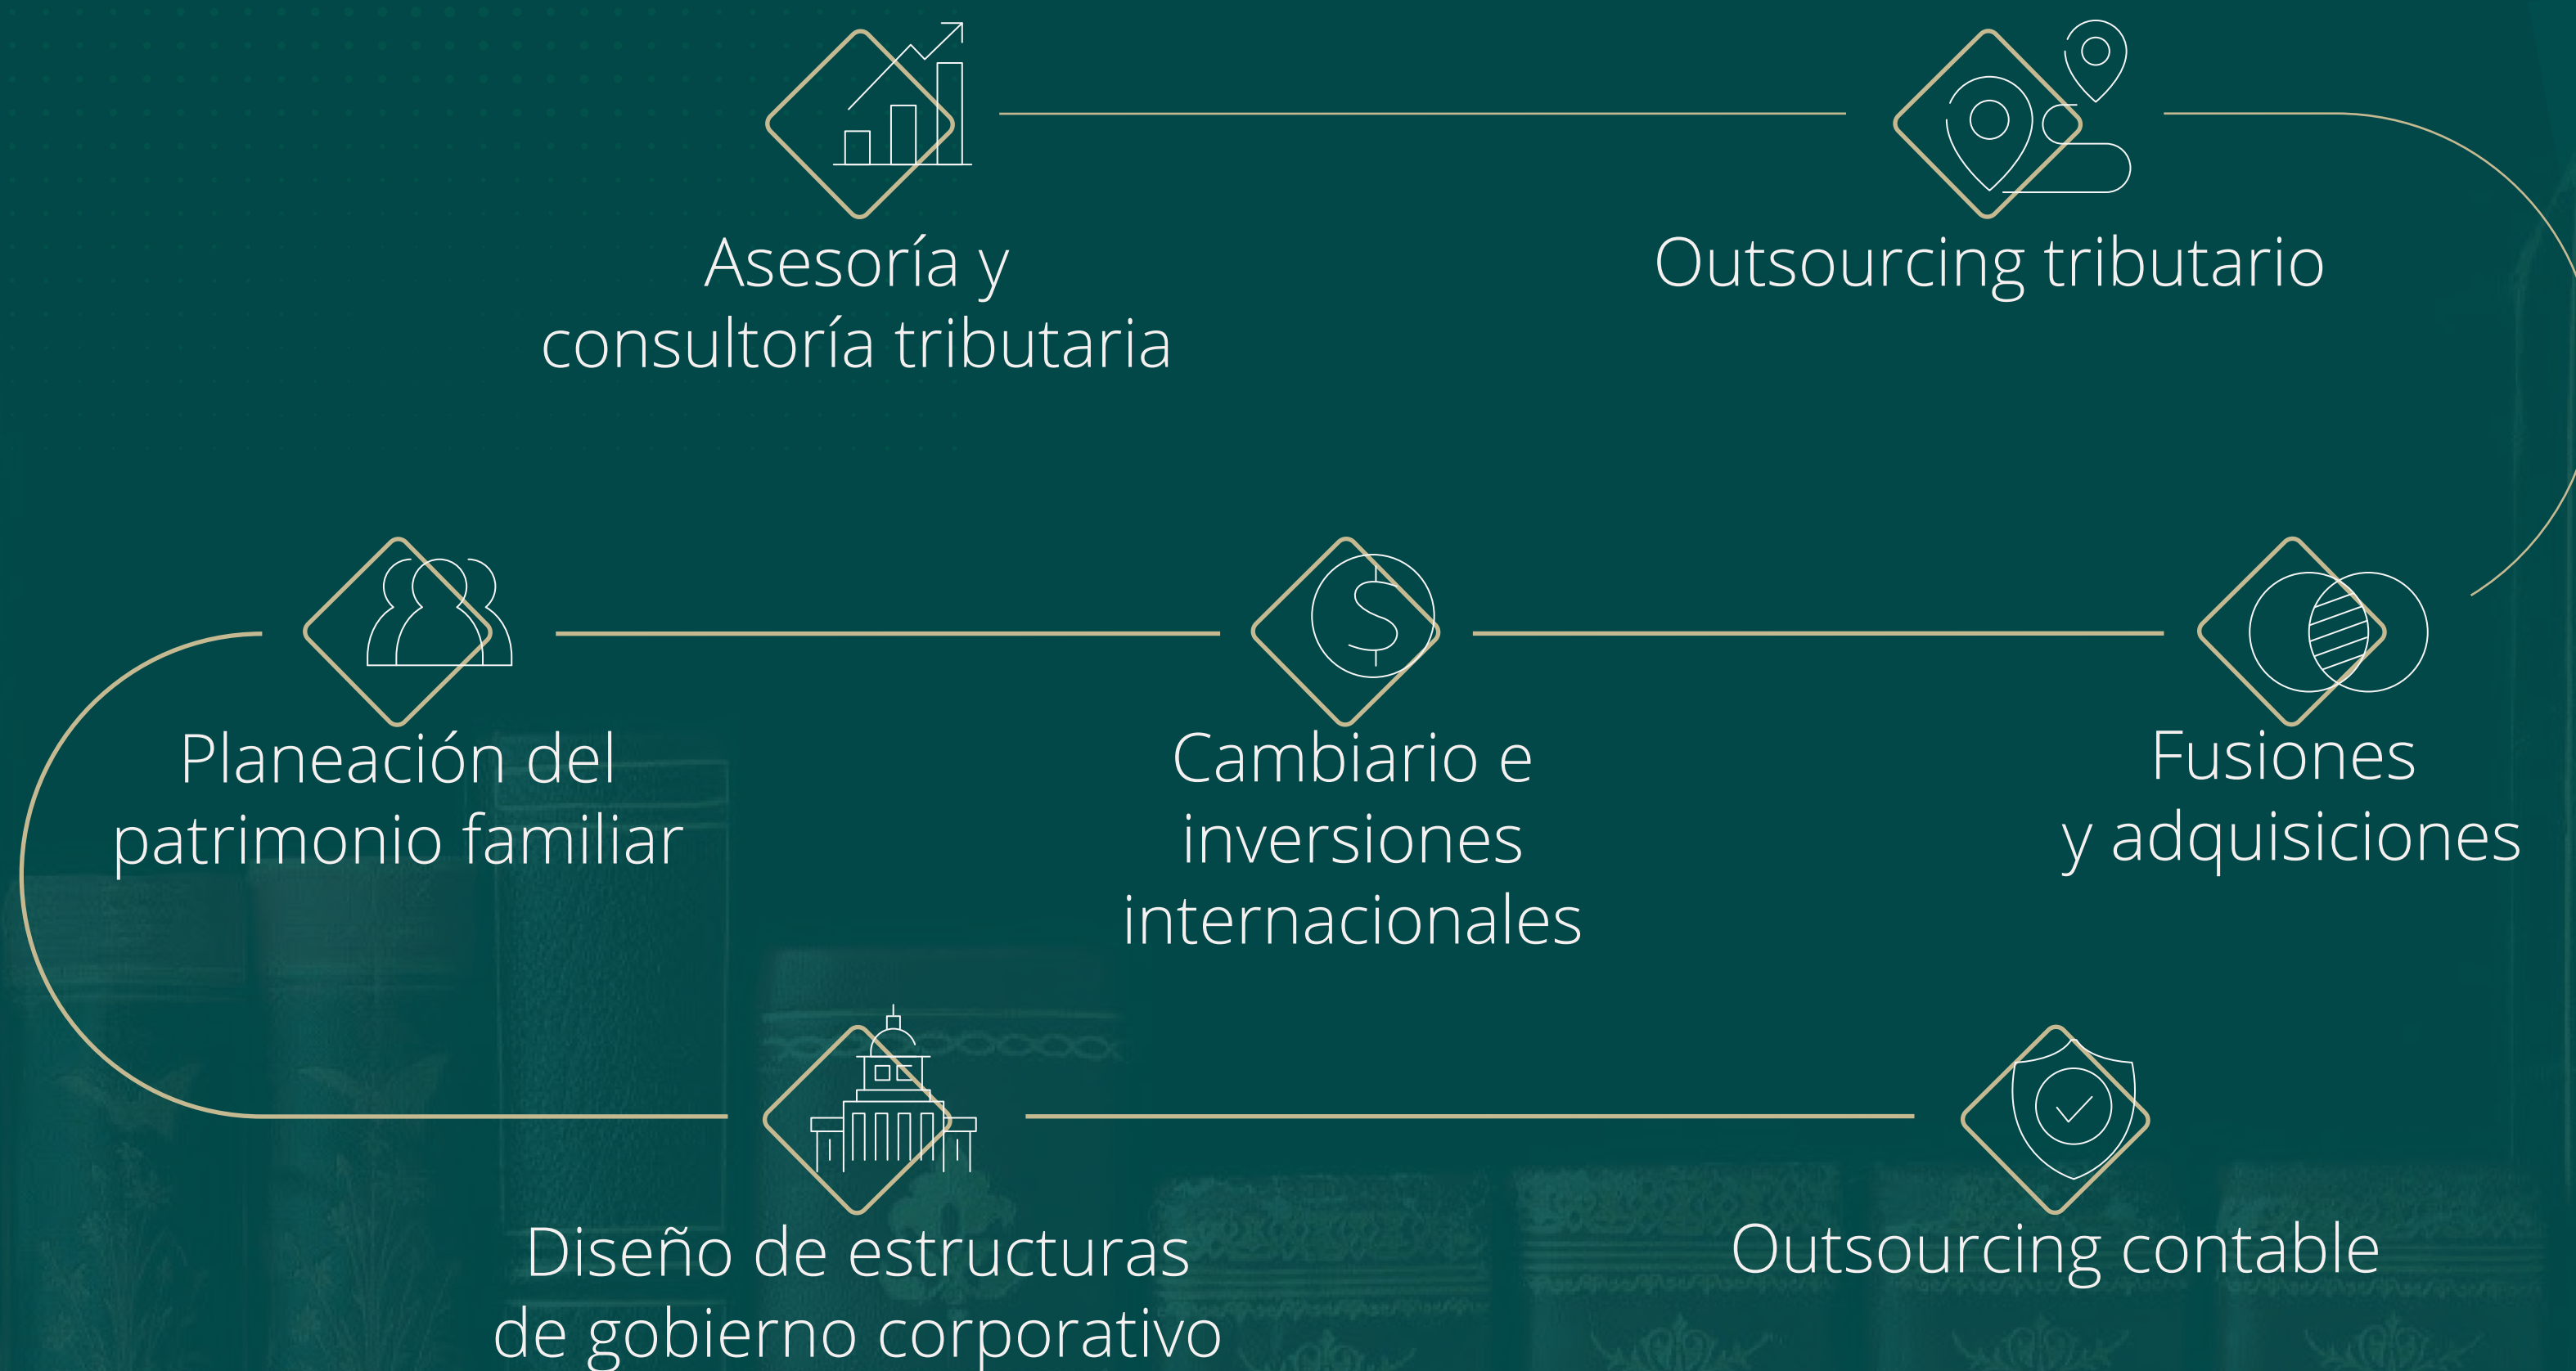 Asesoría y
consultoría tributaria
Outsourcing tributario
Planeación del
patrimonio familiar
Cambiario e
inversiones
internacionales
Fusiones
y adquisiciones
Diseño de estructuras
de gobierno corporativo
Outsourcing contable